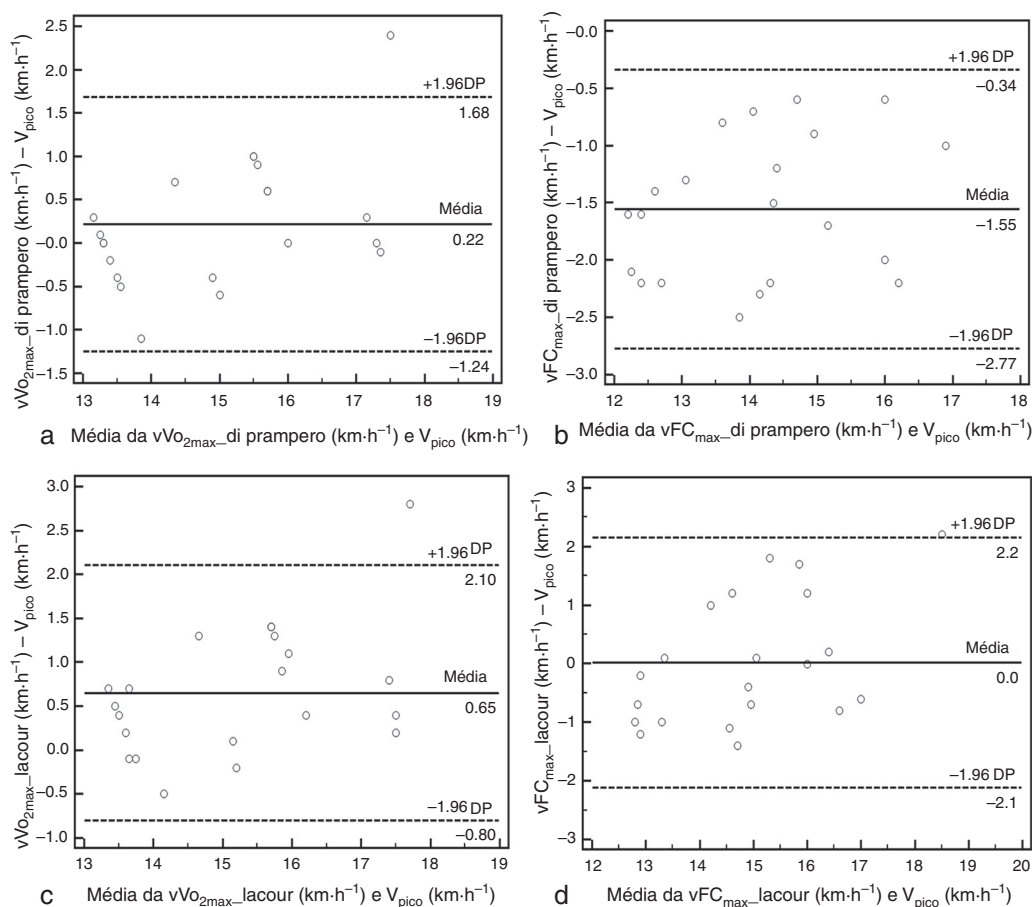 vVo2max_di prampero (km·h–1) – Vpico (km·h–1)
2.5
2.0
1.5
1.0
0.5
–0.0
–0.5
–1.0
–1.5
+1.96 DP
1.68
Média
0.22
–1.96DP
–1.24
13 14 15 16 17 18 19
a Média da vVo2max_di prampero (km·h–1) e Vpico (km·h–1)
vFCmax_di prampero (km·h–1) – Vpico (km·h–1)
–0.0
–0.5
–1.0
–1.5
–2.0
–2.5
–3.0
+1.96 DP
–0.34
Média
–1.55
–1.96DP
–2.77
12 13 14 15 16 17 18
b Média da vFCmax_di prampero (km·h–1) e Vpico (km·h–1)
vVo2max_lacour (km·h–1) – Vpico (km·h–1)
3.0
2.5
2.0
1.5
1.0
0.5
0.0
–0.5
–1.0
+1.96 DP
2.10
Média
0.65
–1.96 DP
–0.80
13 14 15 16 17 18 19
c Média da vVo2max_lacour (km·h–1) e Vpico (km·h–1)
vFCmax_lacour (km·h–1) – Vpico (km·h–1)
3
2
1
0
–1
–2
–3
+1.96 DP
2.2
Média
0.0
–1.96 DP
–2.1
12 13 14 15 16 17 18 19 20
d Média da vFCmax_lacour (km·h–1) e Vpico (km·h–1)